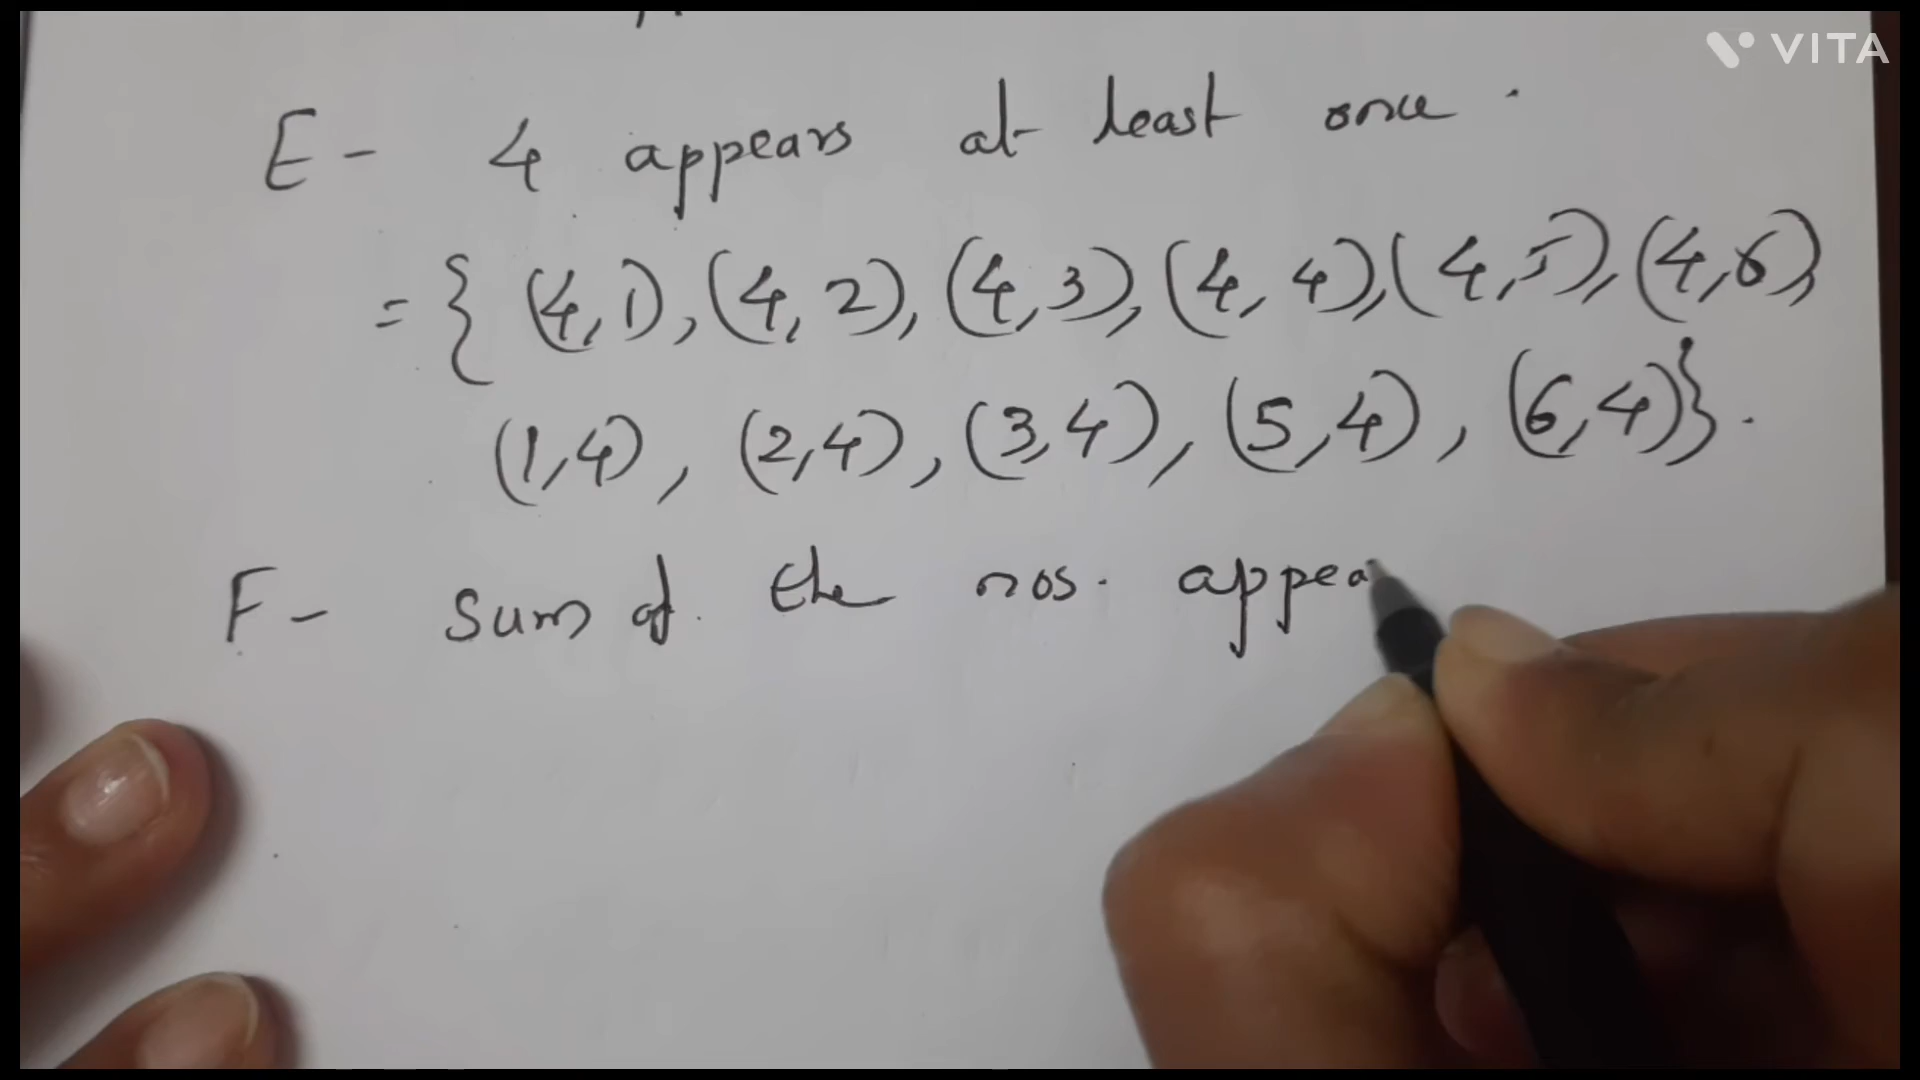 VITA
E - 4 appears at least once.
= { (4,1), (4,2), (4,3), (4,4), (4,5), (4,6),
(1,4), (2,4), (3,4), (5,4), (6,4)}.
F - Sum of the nos. appea